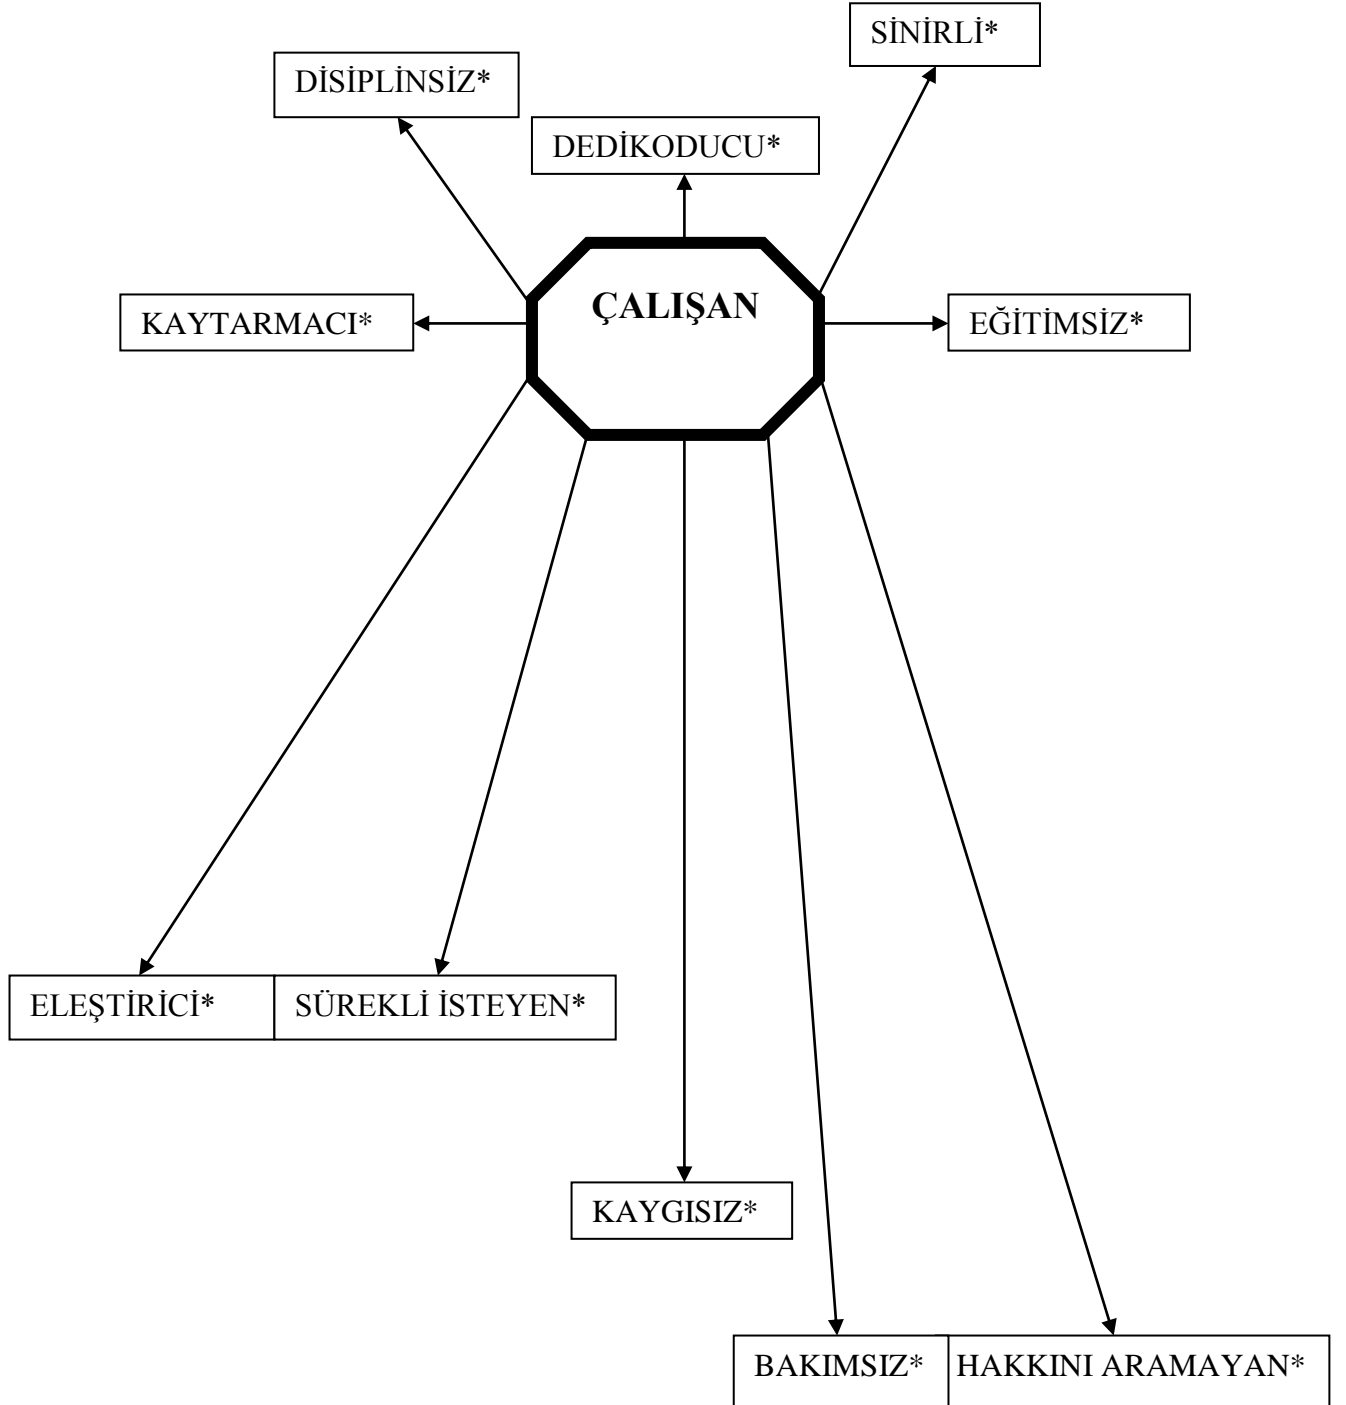 SİNİRLİ*
DİSİPLİNSİZ*
DEDİKODUCU*
ÇALIŞAN
KAYTARMACI*
EĞİTİMSİZ*
ELEŞTİRİCİ*
SÜREKLİ İSTEYEN*
KAYGISIZ*
BAKIMSIZ*
HAKKINI ARAMAYAN*